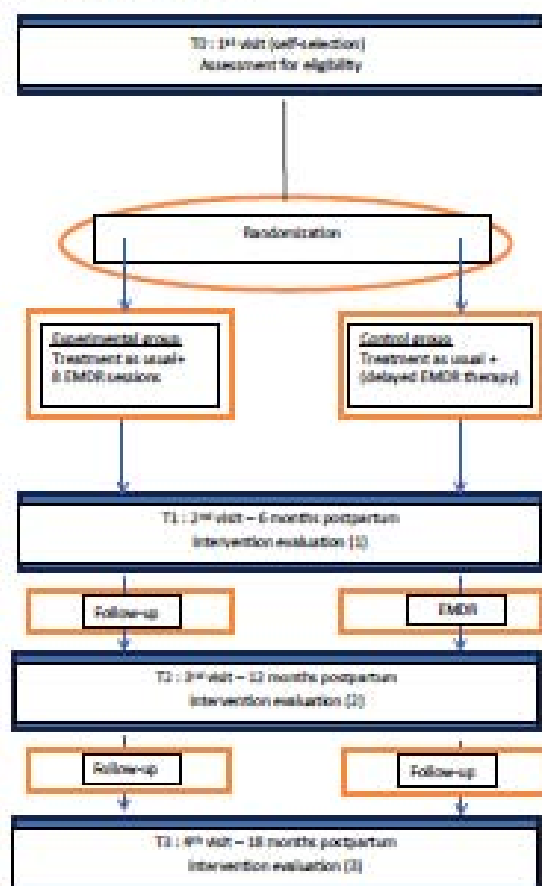 T0 : 1st visit (self-selection)
Assessment for eligibility
Randomization
Experimental group
Treatment as usual+
8 EMDR sessions
Control group
Treatment as usual +
(delayed EMDR therapy)
T1 : 2nd visit – 6 months postpartum
Intervention evaluation (1)
Follow-up
EMDR
T2 : 3rd visit – 12 months postpartum
Intervention evaluation (2)
Follow-up
Follow-up
T3 : 4th visit – 18 months postpartum
Intervention evaluation (3)